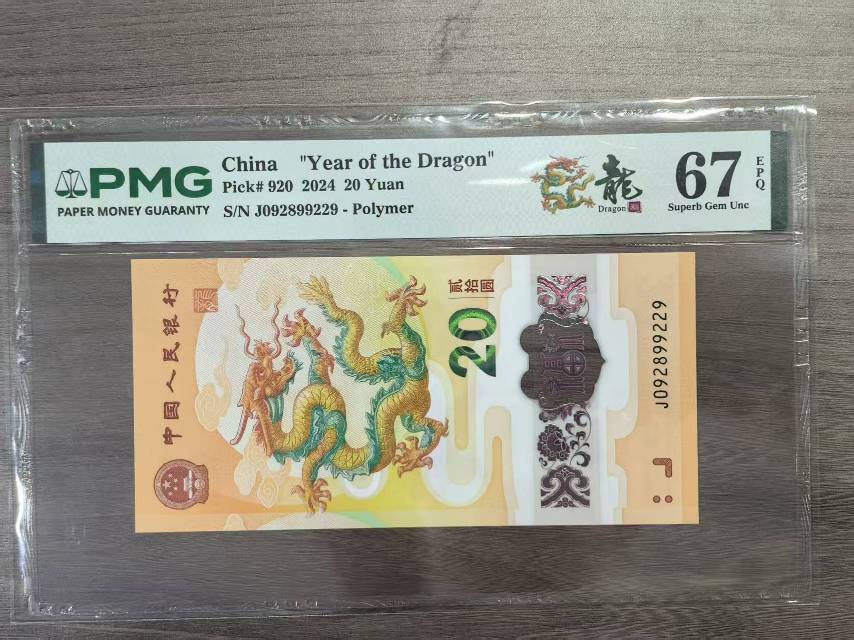 PMG
PAPER MONEY GUARANTY
China "Year of the Dragon"
Pick# 920 2024 20 Yuan
S/N J092899229 - Polymer
龍
Dragon
67
EPQ
Superb Gem Unc
中国人民银行
贰拾圆
20
J092899229